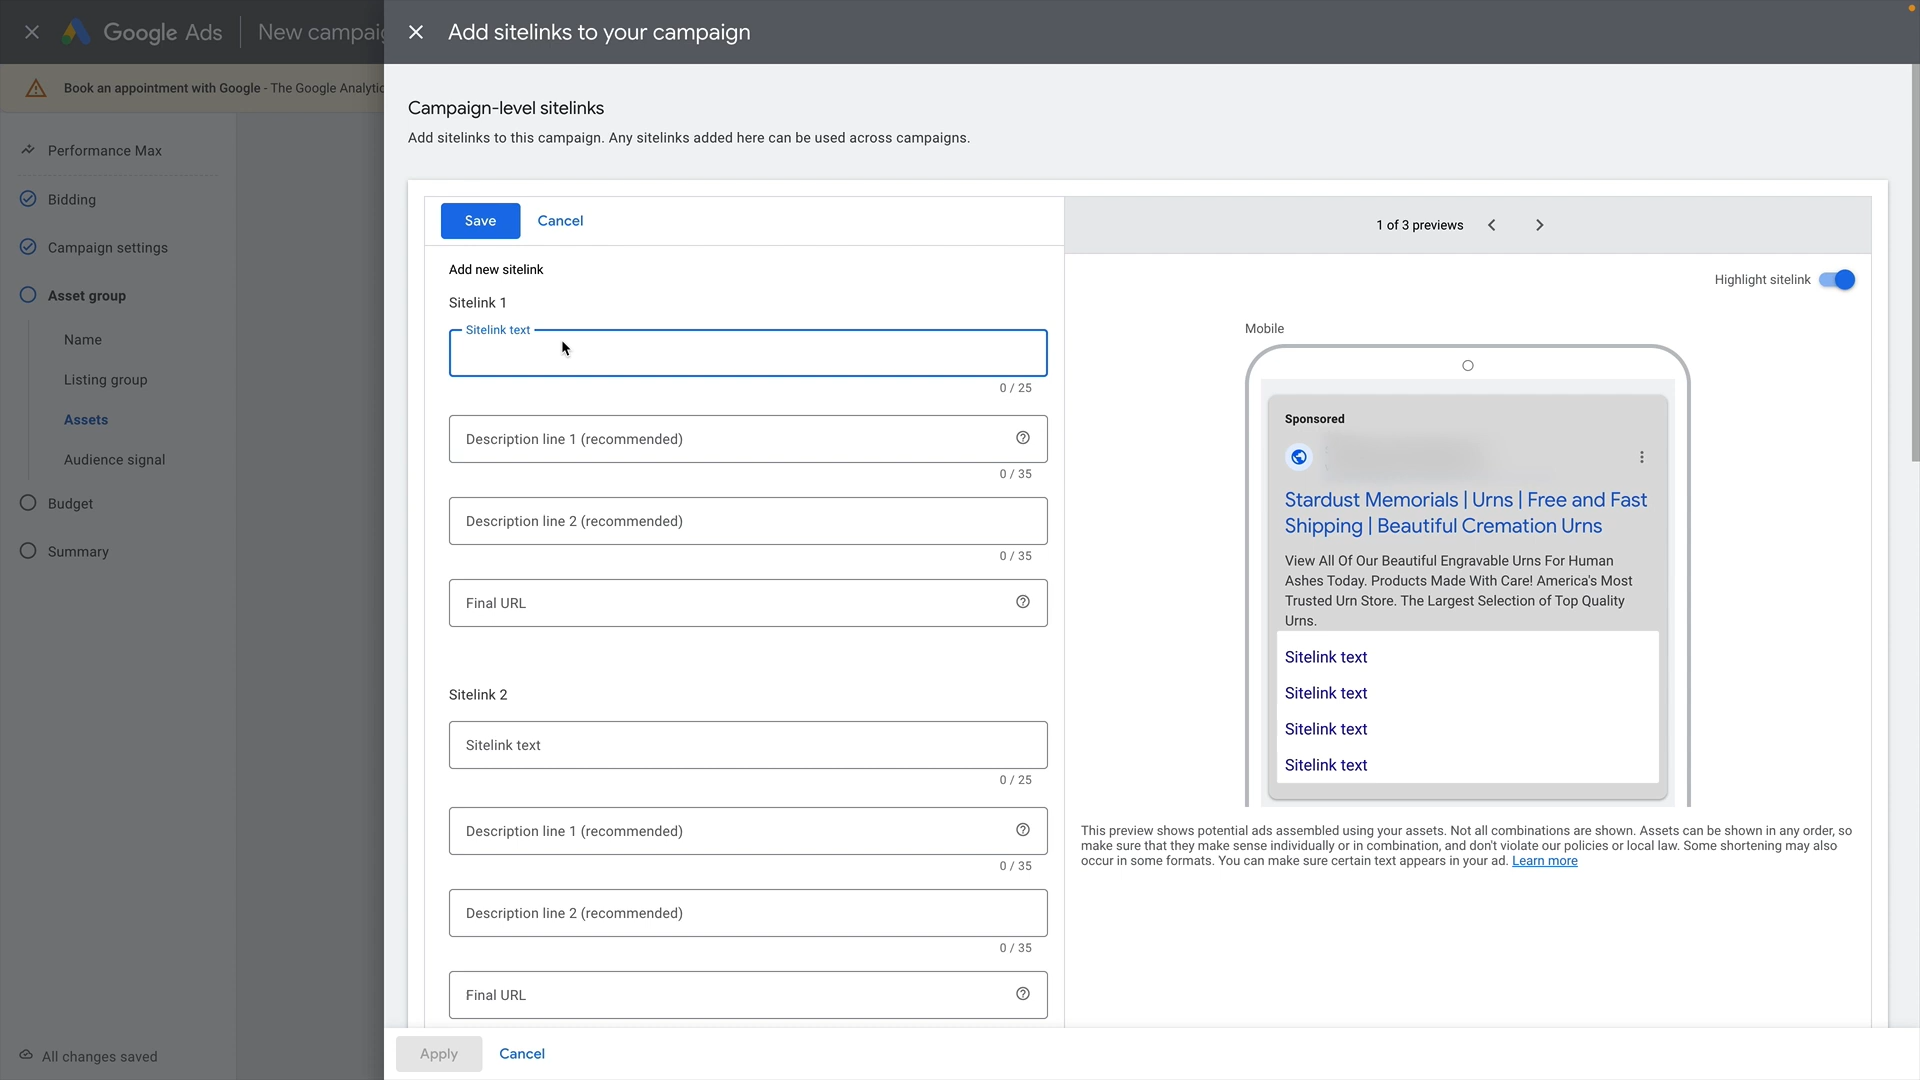 Google Ads
New campaig
Add sitelinks to your campaign
Book an appointment with Google - The Google Analytic
Performance Max
Bidding
Campaign settings
Asset group
Name
Listing group
Assets
Audience signal
Budget
Summary
All changes saved
Campaign-level sitelinks
Add sitelinks to this campaign. Any sitelinks added here can be used across campaigns.
Save
Cancel
Add new sitelink
Sitelink 1
Sitelink text
0 / 25
Description line 1 (recommended)
0 / 35
Description line 2 (recommended)
0 / 35
Final URL
Sitelink 2
Sitelink text
0 / 25
Description line 1 (recommended)
0 / 35
Description line 2 (recommended)
0 / 35
Final URL
Apply
Cancel
1 of 3 previews
Highlight sitelink
Mobile
Sponsored
Stardust Memorials | Urns | Free and Fast
Shipping | Beautiful Cremation Urns
View All Of Our Beautiful Engravable Urns For Human
Ashes Today. Products Made With Care! America's Most
Trusted Urn Store. The Largest Selection of Top Quality
Urns.
Sitelink text
Sitelink text
Sitelink text
Sitelink text
This preview shows potential ads assembled using your assets. Not all combinations are shown. Assets can be shown in any order, so
make sure that they make sense individually or in combination, and don't violate our policies or local law. Some shortening may also
occur in some formats. You can make sure certain text appears in your ad. Learn more